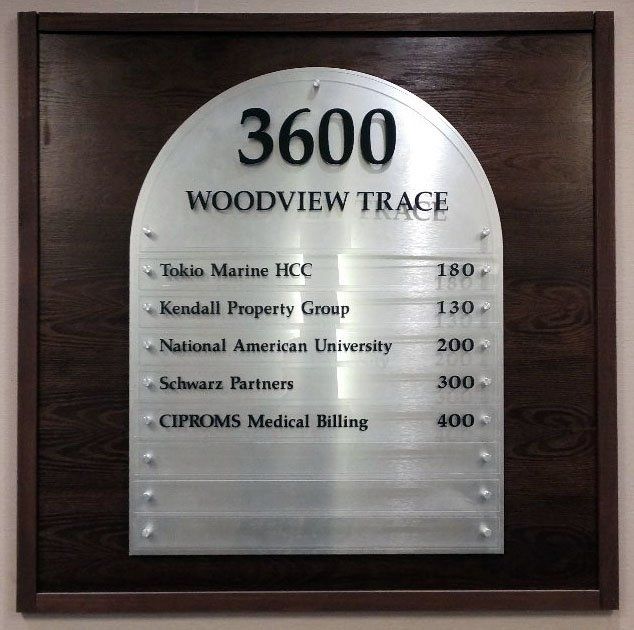 3600
WOODVIEW TRACE
Tokio Marine HCC 180
Kendall Property Group 130
National American University 200
Schwarz Partners 300
CIPROMS Medical Billing 400